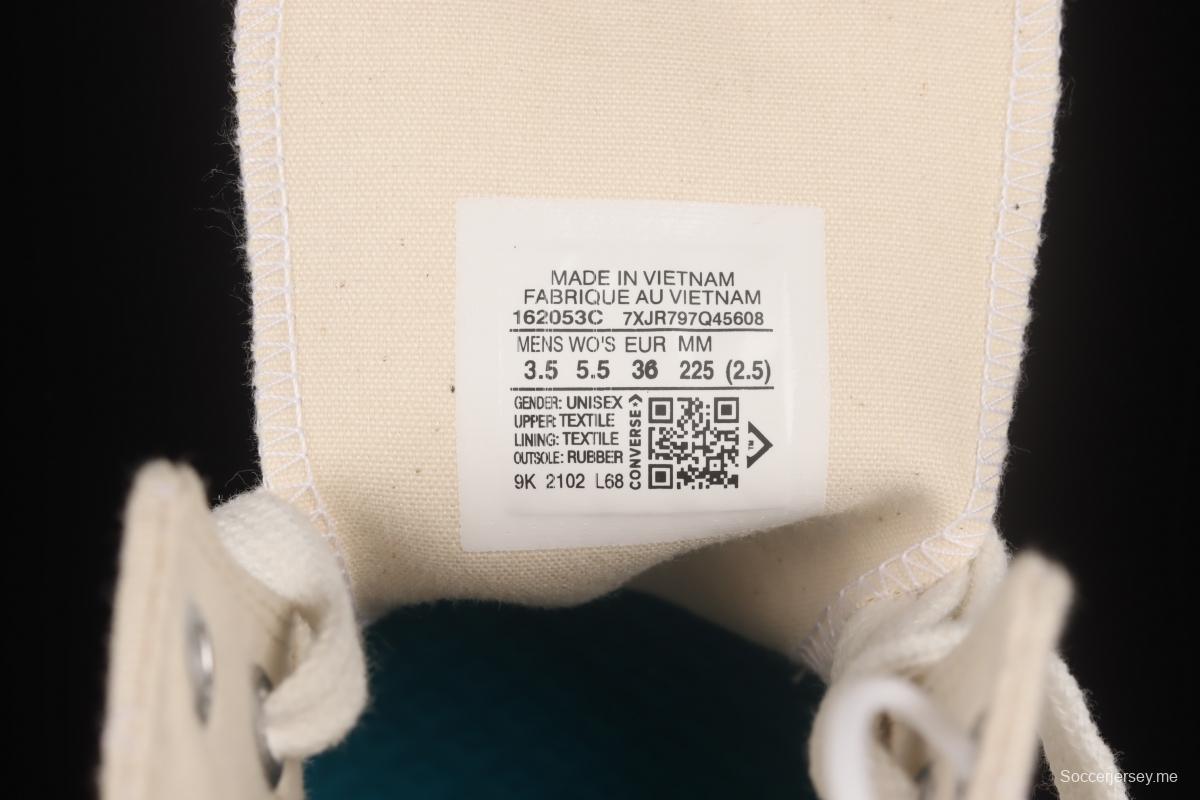 MADE IN VIETNAM
FABRIQUE AU VIETNAM
162053C 7XJR797Q45608
MENS WO'S EUR MM
3.5 5.5 36 225 (2.5)
GENDER: UNISEX
UPPER: TEXTILE
LINING: TEXTILE
OUTSOLE: RUBBER
9K 2102 L68
CONVERSE
TM
Soccerjersey.me